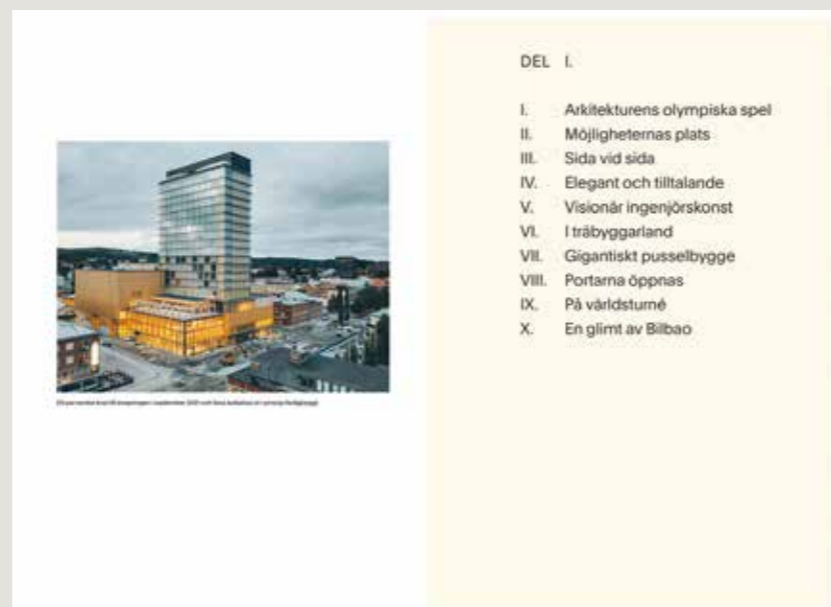 DEL I.
I. Arkitekturens olympiska spel
II. Möjligheternas plats
III. Sida vid sida
IV. Elegant och tilltalande
V. Visionär ingenjörskonst
VI. I träbyggarland
VII. Gigantiskt pusselbygge
VIII. Portarna öppnas
IX. På världsturné
X. En glimt av Bilbao